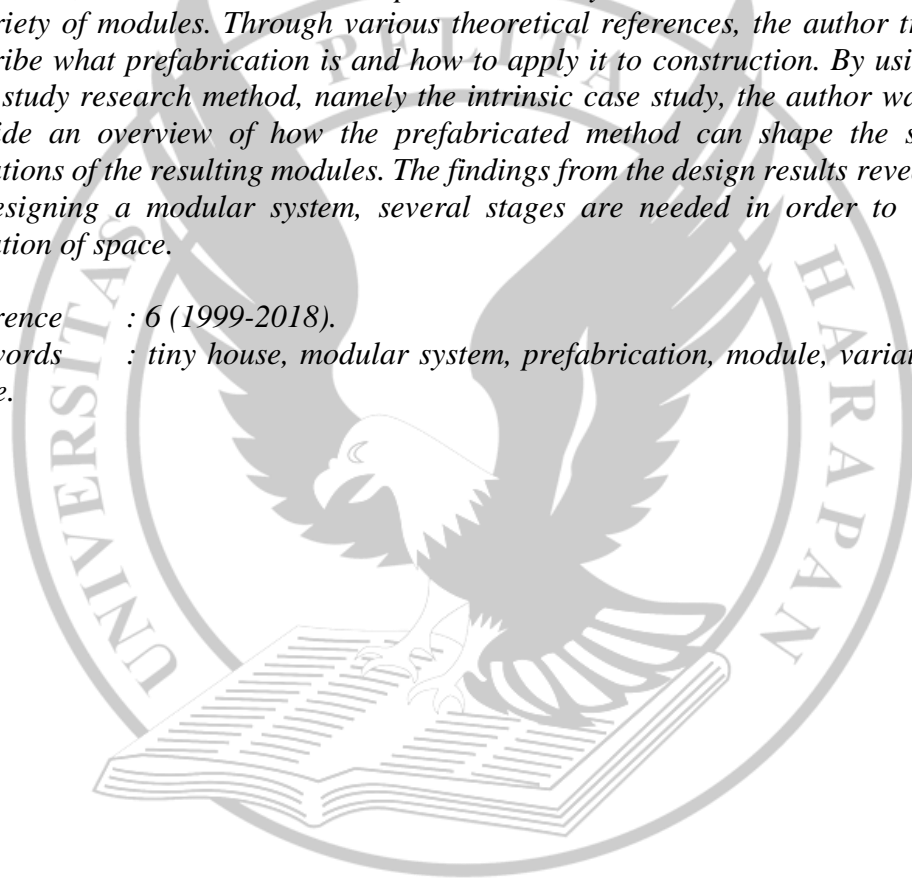 riety of modules. Through various theoretical references, the author t
ribe what prefabrication is and how to apply it to construction. By usi
study research method, namely the intrinsic case study, the author wa
ide an overview of how the prefabricated method can shape the s
ations of the resulting modules. The findings from the design results reve
esigning a modular system, several stages are needed in order to
ation of space.
rence : 6 (1999-2018).
words : tiny house, modular system, prefabrication, module, variat
e.
UNIVERSITAS PELITA HARAPAN